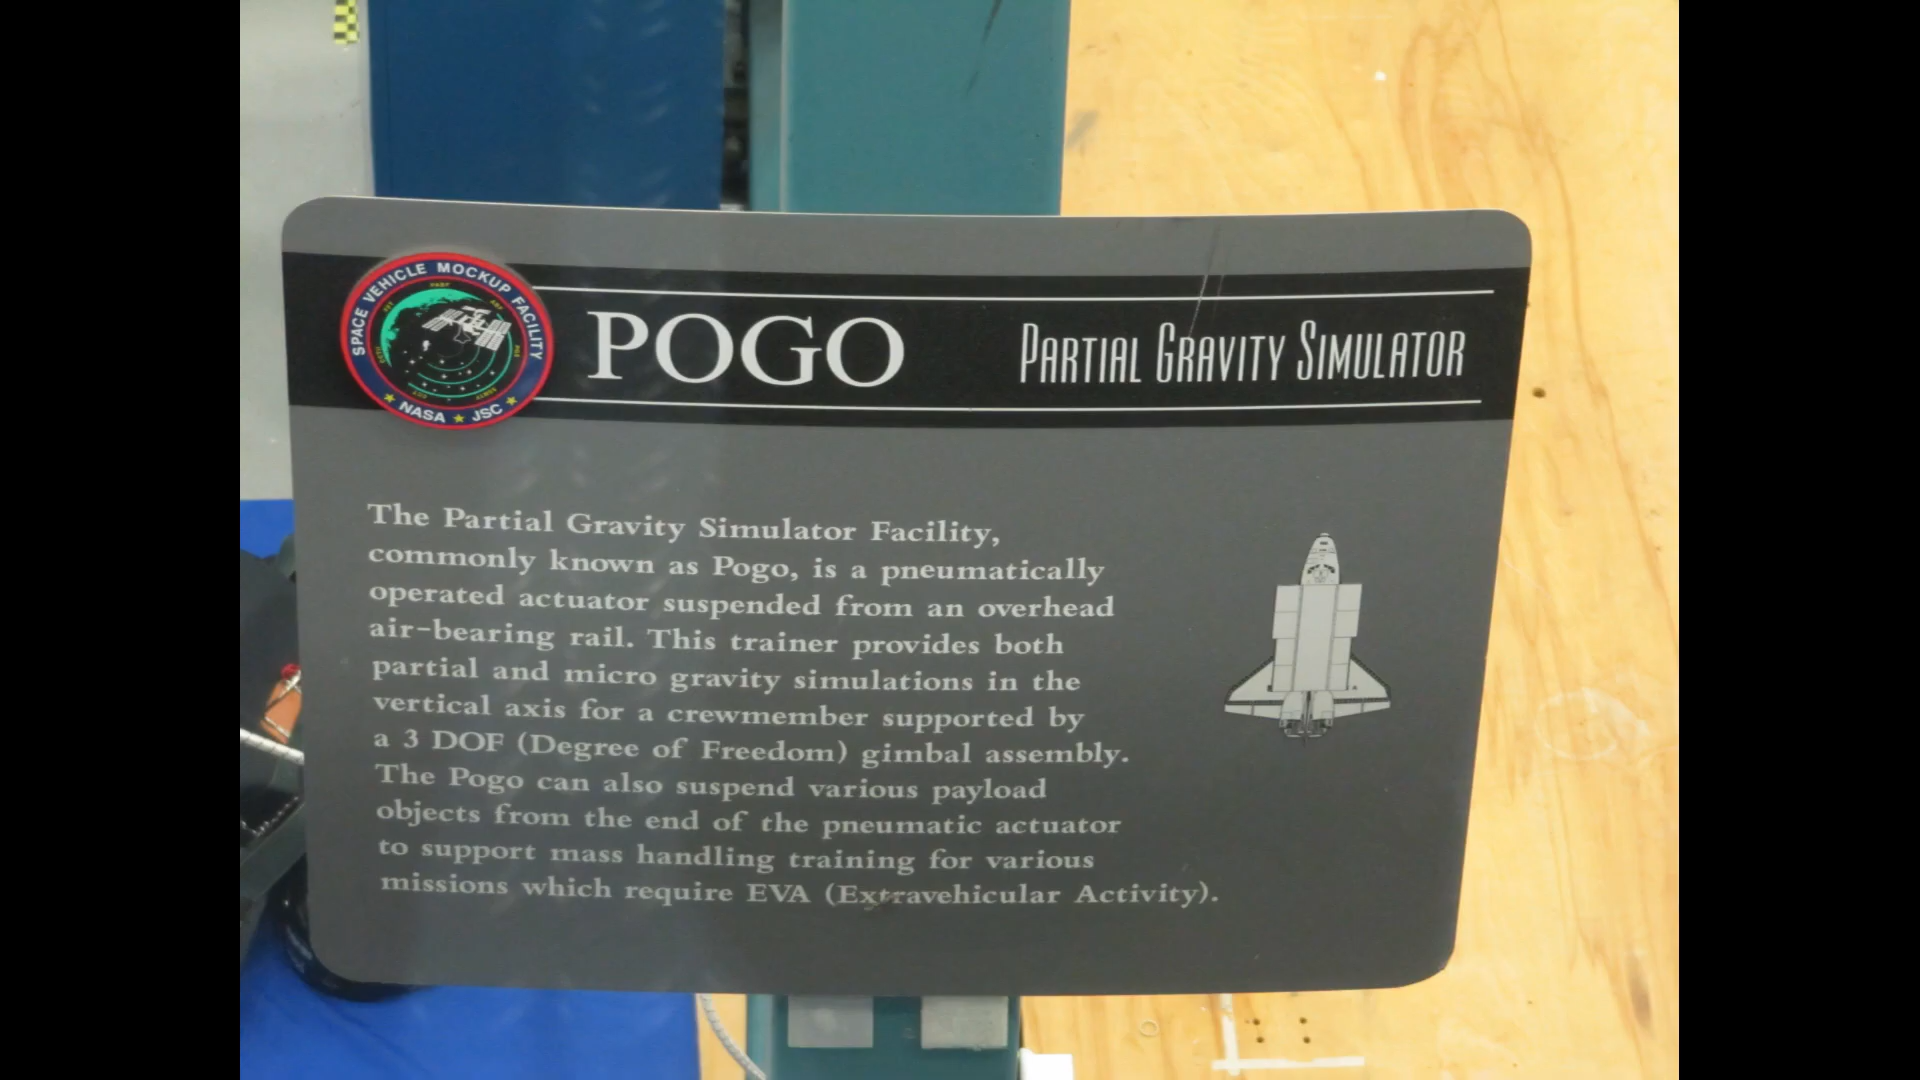 SPACE VEHICLE MOCKUP FACILITY
NASA JSC
POGO
PARTIAL GRAVITY SIMULATOR
The Partial Gravity Simulator Facility,
commonly known as Pogo, is a pneumatically
operated actuator suspended from an overhead
air-bearing rail. This trainer provides both
partial and micro gravity simulations in the
vertical axis for a crewmember supported by
a 3 DOF (Degree of Freedom) gimbal assembly.
The Pogo can also suspend various payload
objects from the end of the pneumatic actuator
to support mass handling training for various
missions which require EVA (Extravehicular Activity).